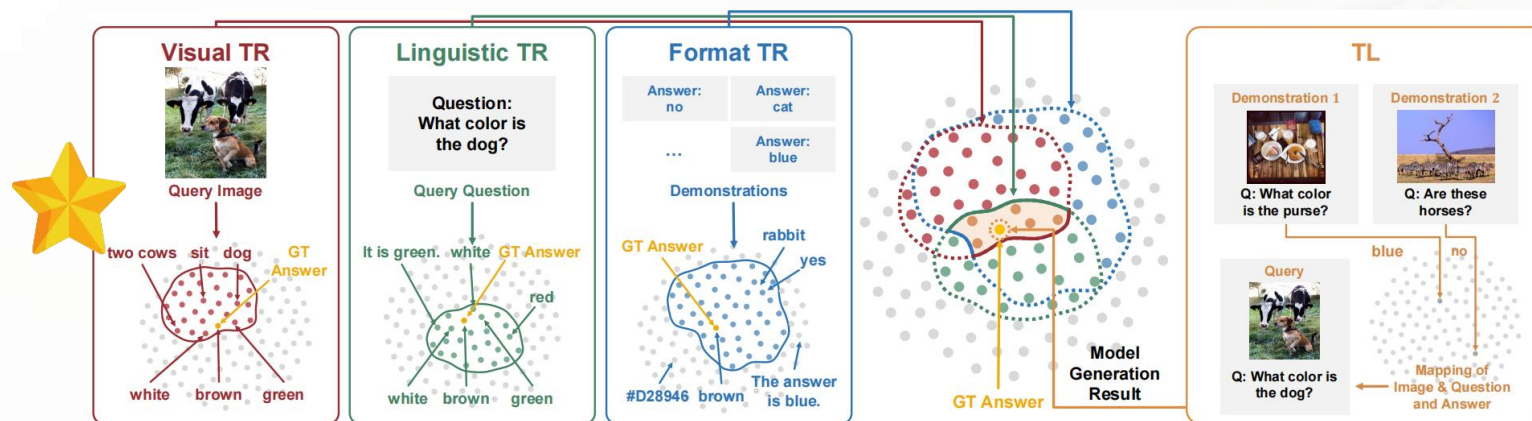 Visual TR
Query Image
two cows
sit
dog
GT
Answer
white
brown
green
Linguistic TR
Question:
What color is
the dog?
Query Question
It is green.
white
GT Answer
red
white
brown
green
Format TR
Answer:
no
Answer:
cat
...
Answer:
blue
Demonstrations
GT Answer
rabbit
yes
#D28946
brown
The answer
is blue.
GT Answer
Model
Generation
Result
TL
Demonstration 1
Q: What color
is the purse?
Demonstration 2
Q: Are these
horses?
blue
no
Query
Q: What color is
the dog?
Mapping of
Image & Question
and Answer